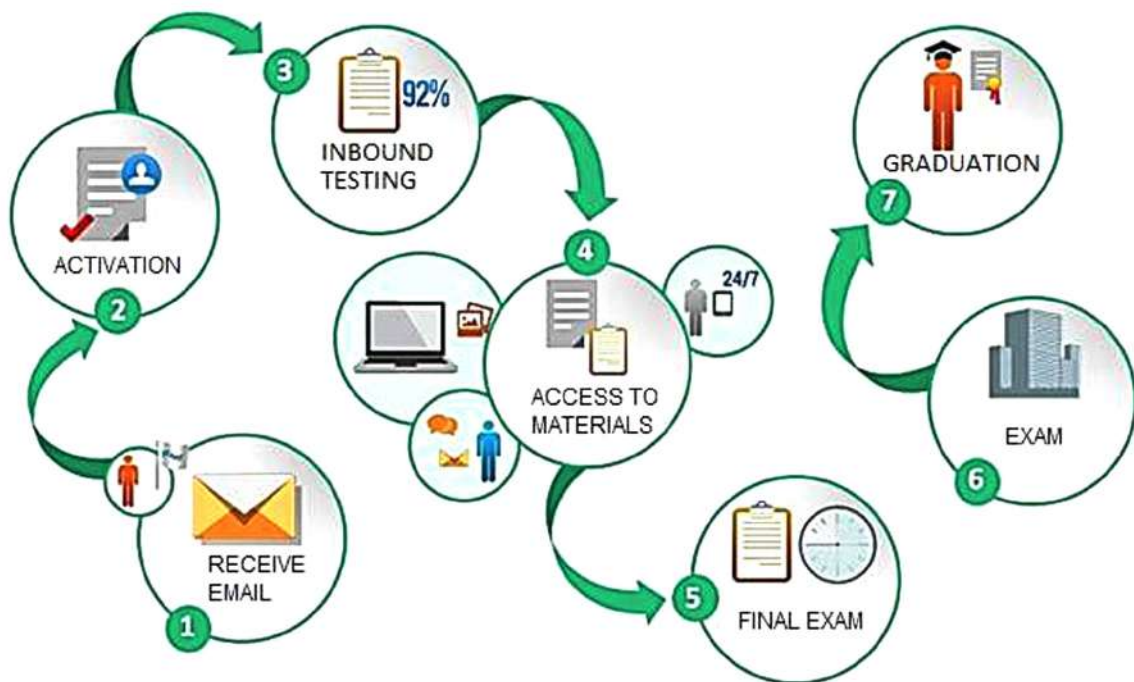 1
RECEIVE
EMAIL
2
ACTIVATION
3
92%
INBOUND
TESTING
4
24/7
ACCESS TO
MATERIALS
5
FINAL EXAM
6
EXAM
7
GRADUATION